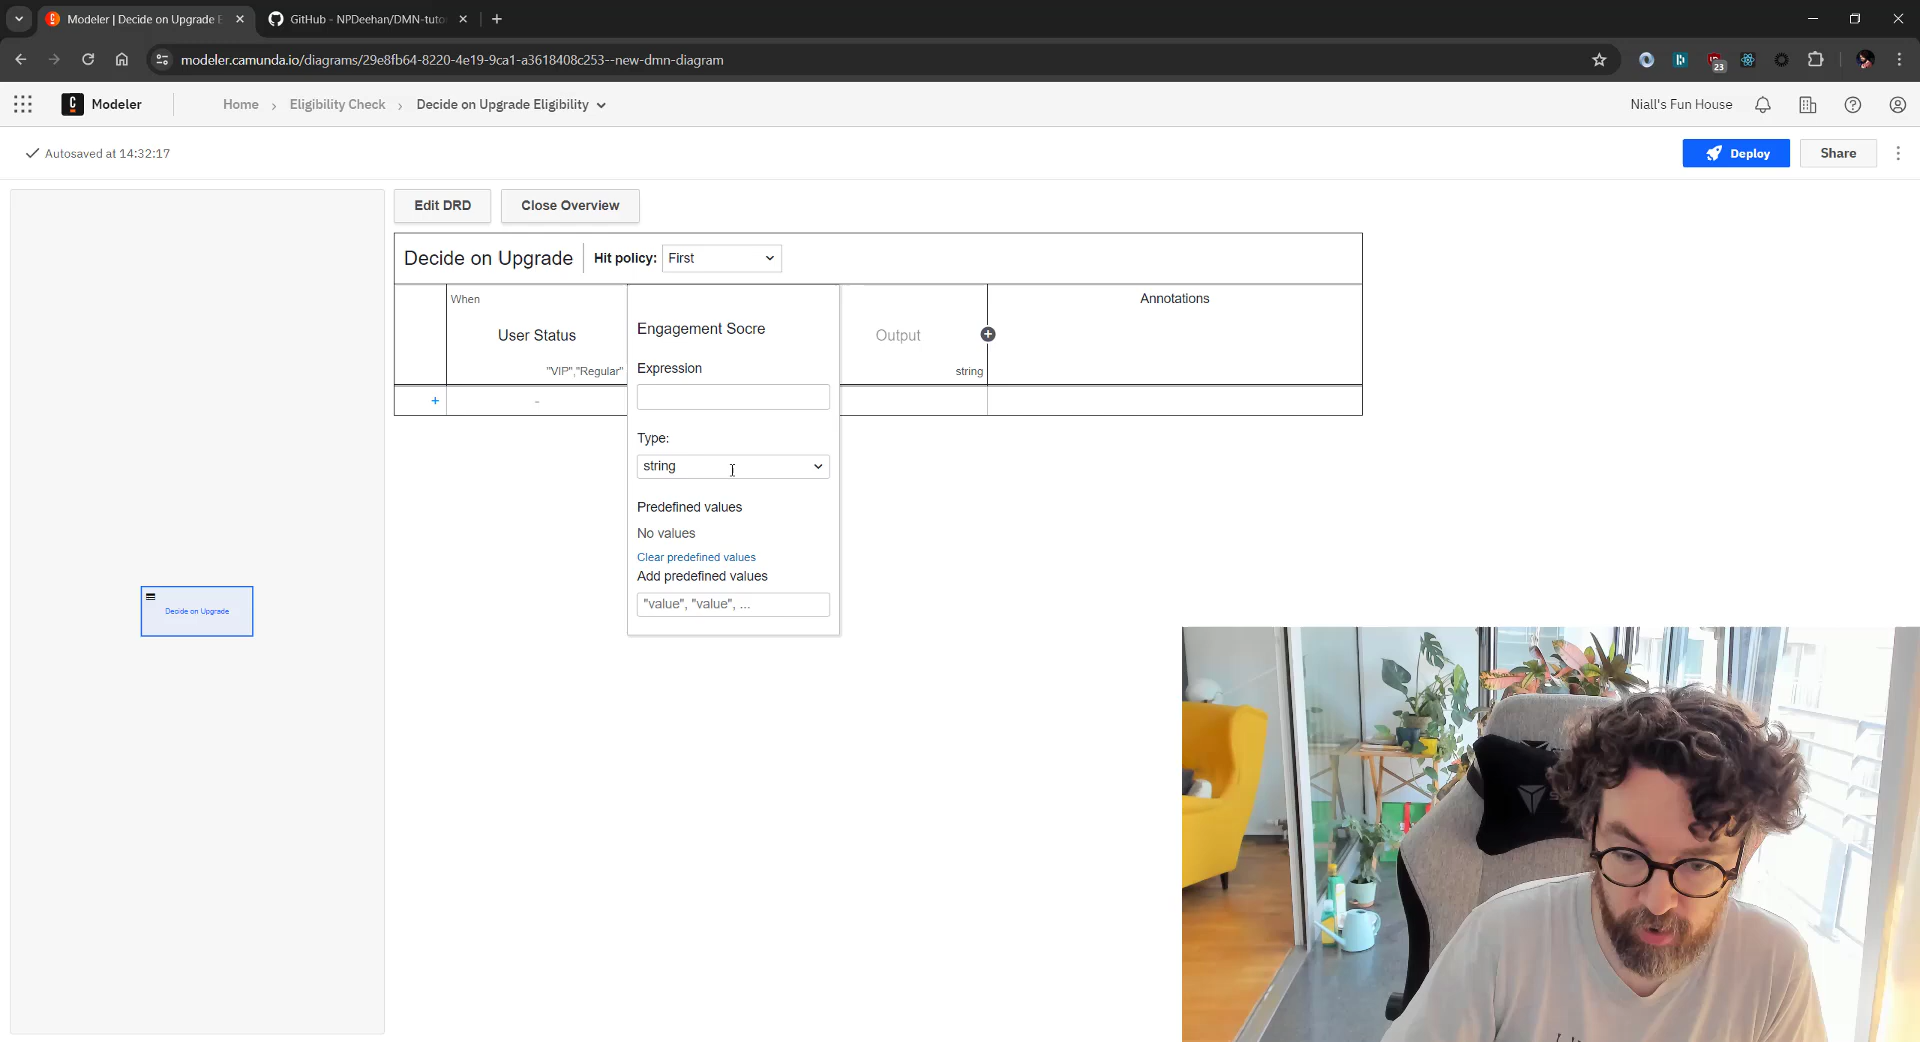 Modeler | Decide on Upgrade E
GitHub - NPDeehan/DMN-tuto
modeler.camunda.io/diagrams/29e8fb64-8220-4e19-9ca1-a3618408c253--new-dmn-diagram
23
C Modeler
Home > Eligibility Check > Decide on Upgrade Eligibility
Niall's Fun House
Autosaved at 14:32:17
Deploy
Share
Edit DRD
Close Overview
Decide on Upgrade
Hit policy: First
When
User Status
"VIP","Regular"
Engagement Socre
Expression
Type:
string
Predefined values
No values
Clear predefined values
Add predefined values
"value", "value", ...
Output
string
Annotations
+ -
Decide on Upgrade